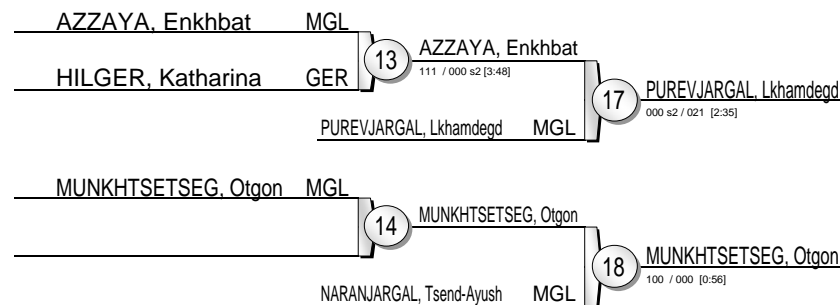 AZZAYA, Enkhbat MGL
13
AZZAYA, Enkhbat
111 / 000 s2 [3:48]
HILGER, Katharina GER
17
PUREVJARGAL, Lkhamdegd
000 s2 / 021 [2:35]
PUREVJARGAL, Lkhamdegd MGL
MUNKHTSETSEG, Otgon MGL
14
MUNKHTSETSEG, Otgon
18
MUNKHTSETSEG, Otgon
100 / 000 [0:56]
NARANJARGAL, Tsend-Ayush MGL